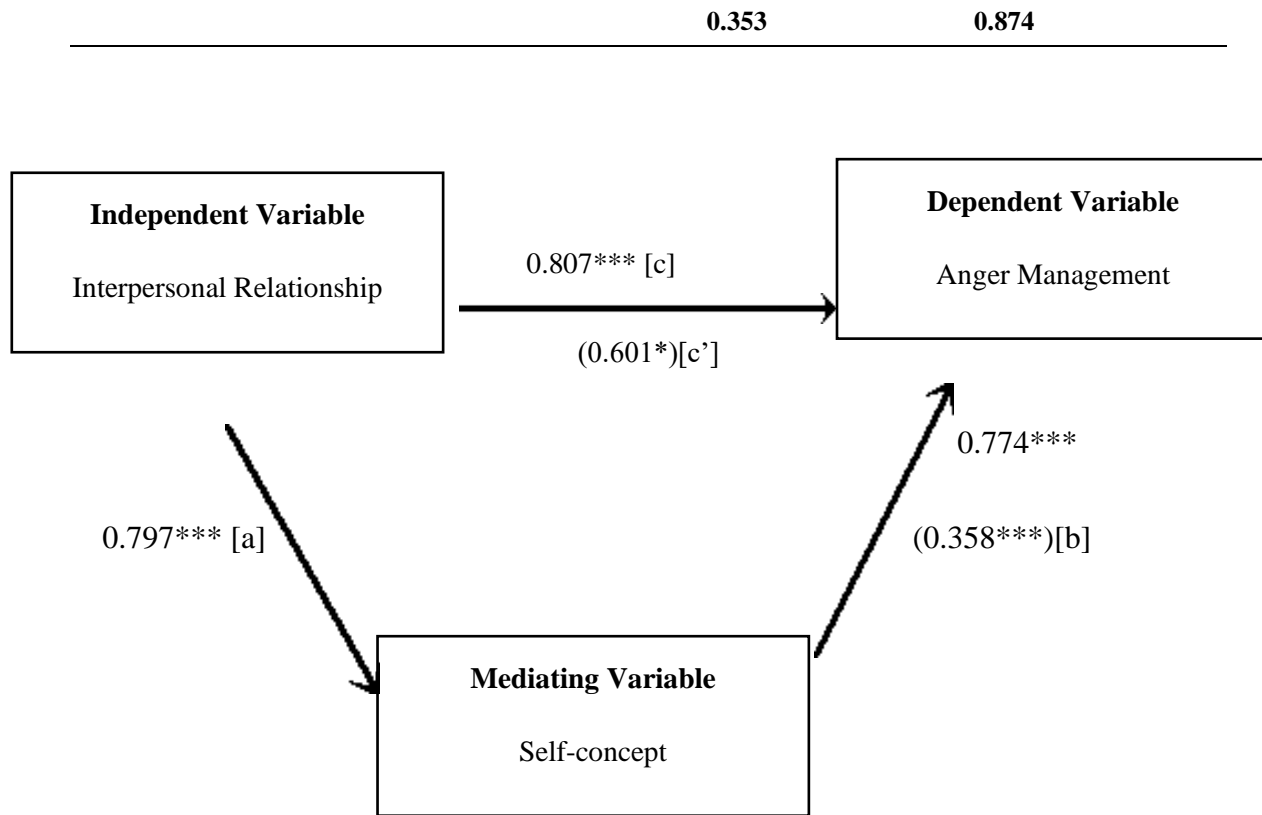 0.353 0.874
Independent Variable
Interpersonal Relationship
Dependent Variable
Anger Management
0.807*** [c]
(0.601*)[c’]
0.774***
(0.358***)[b]
0.797*** [a]
Mediating Variable
Self-concept